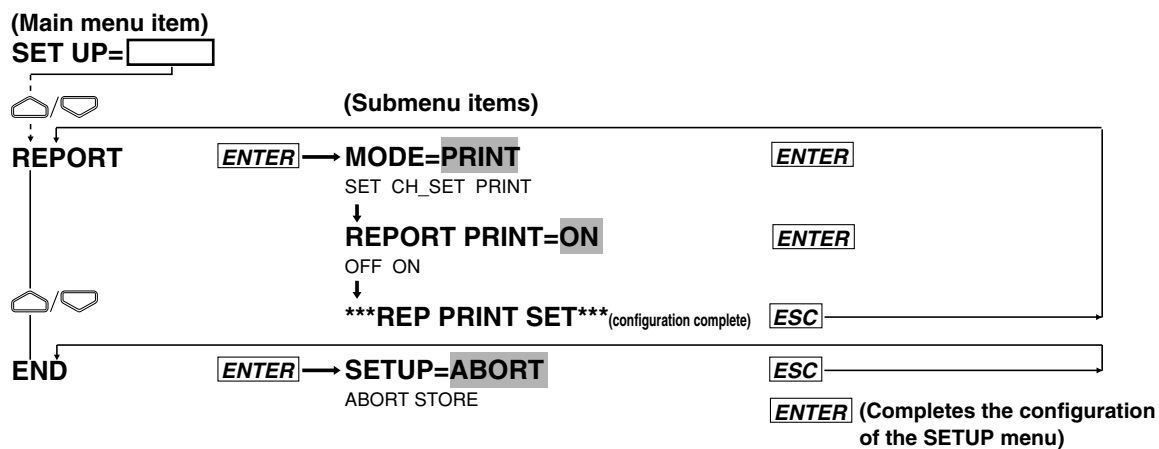 (Main menu item)
SET UP=
/
(Submenu items)
REPORT ENTER MODE=PRINT ENTER
SET CH_SET PRINT
REPORT PRINT=ON ENTER
OFF ON
/
***REP PRINT SET***(configuration complete) ESC
END ENTER SETUP=ABORT ESC
ABORT STORE
ENTER (Completes the configuration
of the SETUP menu)